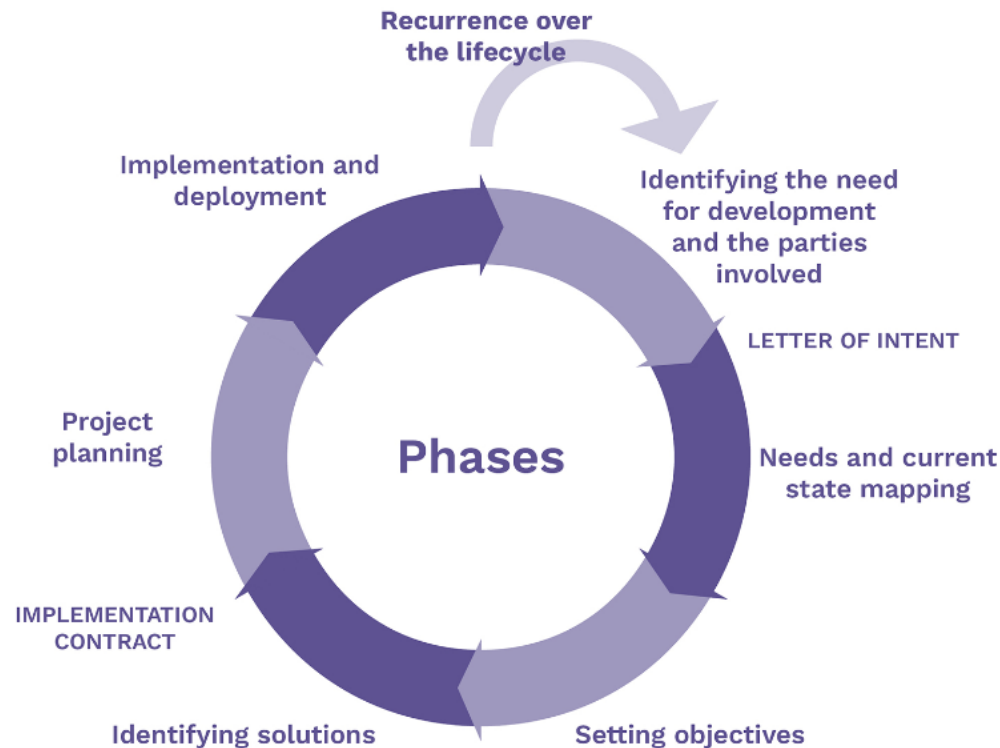 Recurrence over
the lifecycle
Identifying the need
for development
and the parties
involved
LETTER OF INTENT
Needs and current
state mapping
Setting objectives
Identifying solutions
IMPLEMENTATION
CONTRACT
Project
planning
Implementation and
deployment
Phases